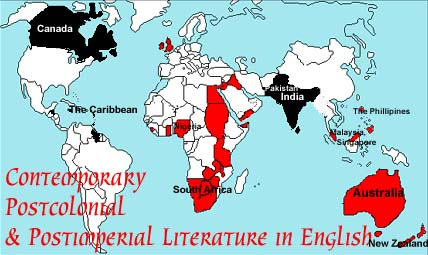 Canada
The Caribbean
Pakistan
India
The Phillipines
Nigeria
Malaysia
Singapore
South Africa
Australia
New Zealand
Contemporary
Postcolonial
& Postimperial Literature in English